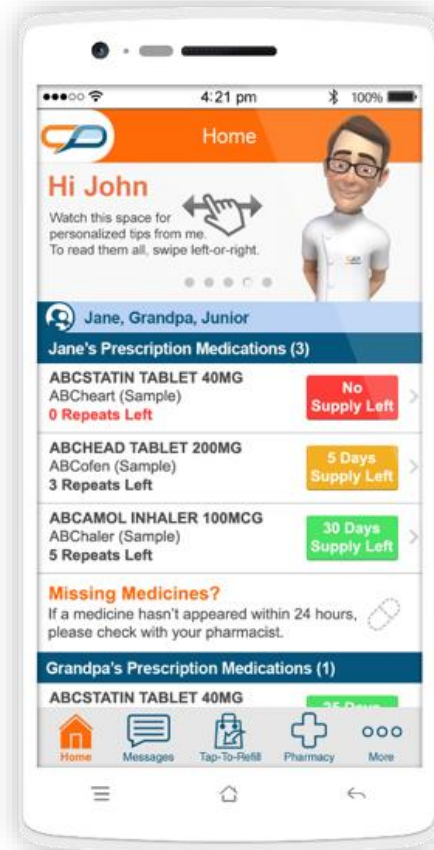 4:21 pm
100%
Home
Hi John
Watch this space for
personalized tips from me.
To read them all, swipe left-or-right.
Jane, Grandpa, Junior
Jane's Prescription Medications (3)
ABCSTATIN TABLET 40MG
ABCheart (Sample)
0 Repeats Left
No
Supply Left
ABCHEAD TABLET 200MG
ABCofen (Sample)
3 Repeats Left
5 Days
Supply Left
ABCAMOL INHALER 100MCG
ABChaler (Sample)
5 Repeats Left
30 Days
Supply Left
Missing Medicines?
If a medicine hasn't appeared within 24 hours,
please check with your pharmacist.
Grandpa's Prescription Medications (1)
ABCSTATIN TABLET 40MG
Home
Messages
Tap-To-Refill
Pharmacy
More